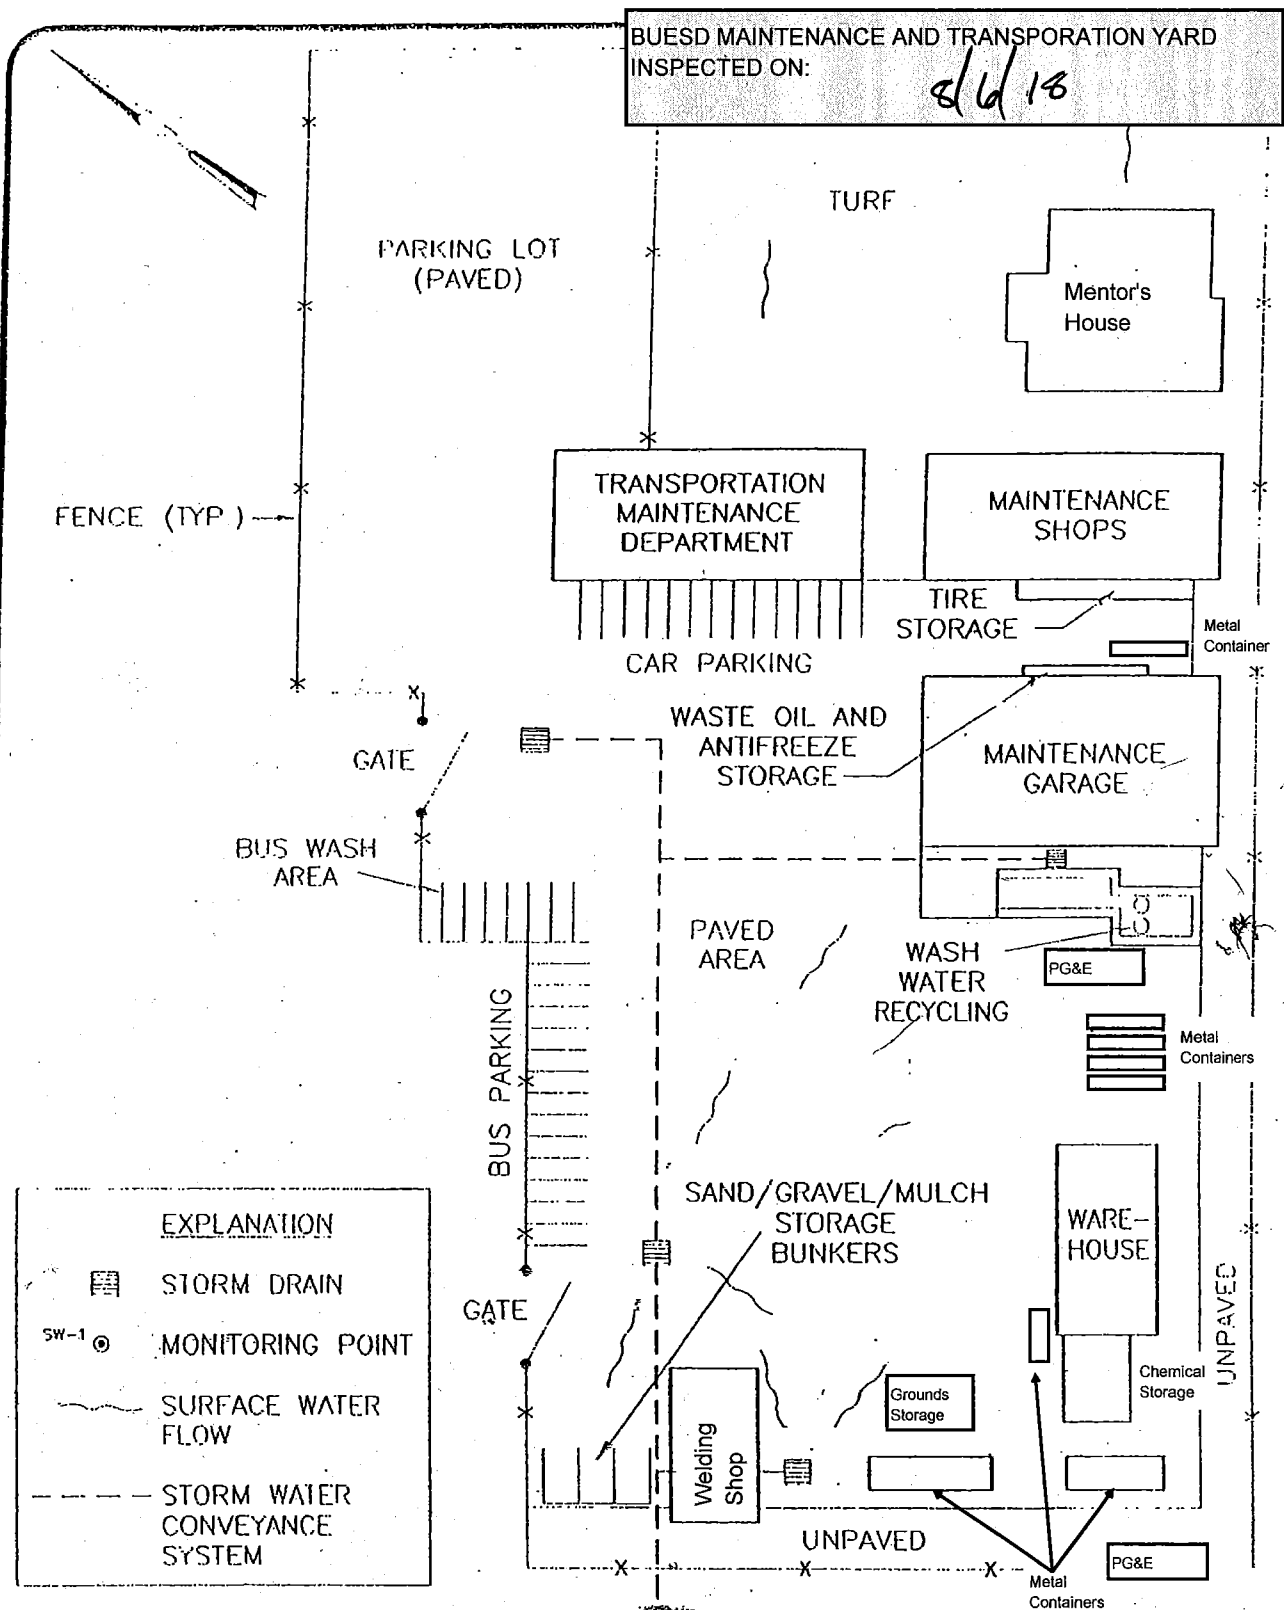 BUESD MAINTENANCE AND TRANSPORATION YARD
INSPECTED ON:
8/6/18
TURF
PARKING LOT
(PAVED)
Mentor's
House
FENCE (TYP.)
TRANSPORTATION
MAINTENANCE
DEPARTMENT
MAINTENANCE
SHOPS
TIRE
STORAGE
Metal
Container
CAR PARKING
WASTE OIL AND
ANTIFREEZE
STORAGE
GATE
MAINTENANCE
GARAGE
BUS WASH
AREA
PAVED
AREA
WASH
WATER
RECYCLING
PG&E
Metal
Containers
BUS PARKING
SAND/GRAVEL/MULCH
STORAGE
BUNKERS
WARE-
HOUSE
UNPAVED
GATE
Chemical
Storage
Grounds
Storage
Welding
Shop
UNPAVED
PG&E
Metal
Containers
EXPLANATION
STORM DRAIN
SW-1
MONITORING POINT
SURFACE WATER
FLOW
STORM WATER
CONVEYANCE
SYSTEM